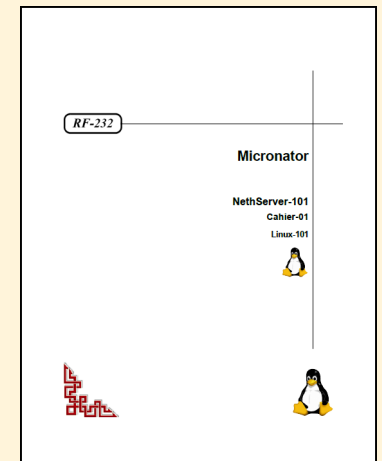 RF-232
Micronator
NethServer-101
Cahier-01
Linux-101